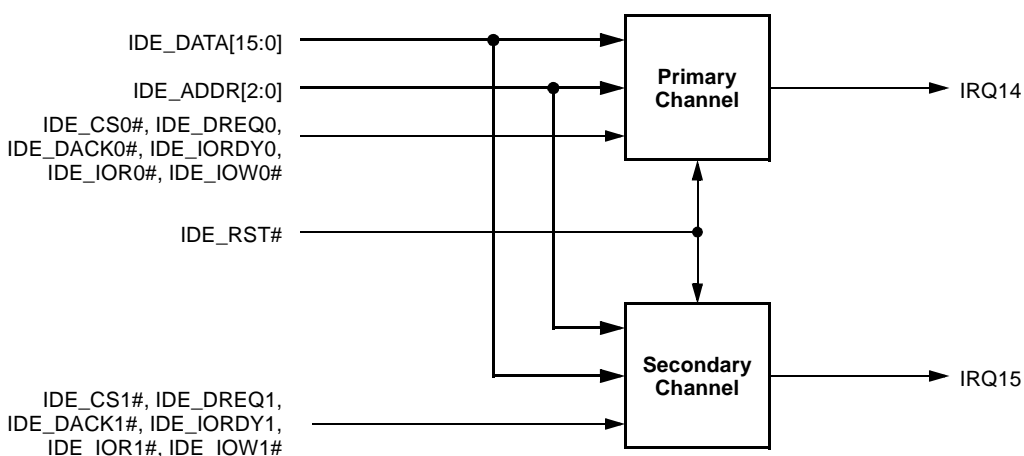 IDE_DATA[15:0]
IDE_ADDR[2:0]
IDE_CS0#, IDE_DREQ0,
IDE_DACK0#, IDE_IORDY0,
IDE_IOR0#, IDE_IOW0#
Primary
Channel
IRQ14
IDE_RST#
Secondary
Channel
IRQ15
IDE_CS1#, IDE_DREQ1,
IDE_DACK1#, IDE_IORDY1,
IDE_IOR1#, IDE_IOW1#